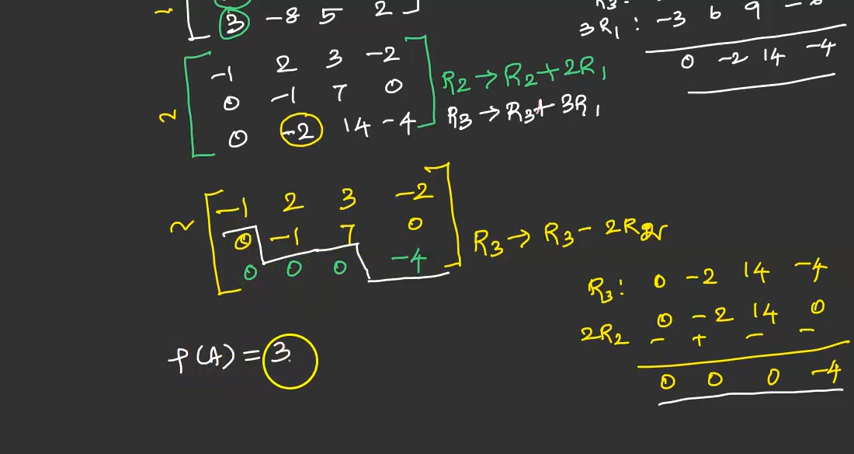 ~ [ 3 -8 5 2 ]
3R₁ : -3 6 9 -6
0 -2 14 -4
-1 2 3 -2
~ 0 -1 7 0 R₂ → R₂ + 2R₁
0 -2 14 -4 R₃ → R₃ + 3R₁
-1 2 3 -2
~ 0 -1 7 0 R₃ → R₃ - 2R₂
0 0 0 -4
R₃ : 0 -2 14 -4
2R₂ 0 -2 14 0
- + - -
0 0 0 -4
ρ(A) = 3